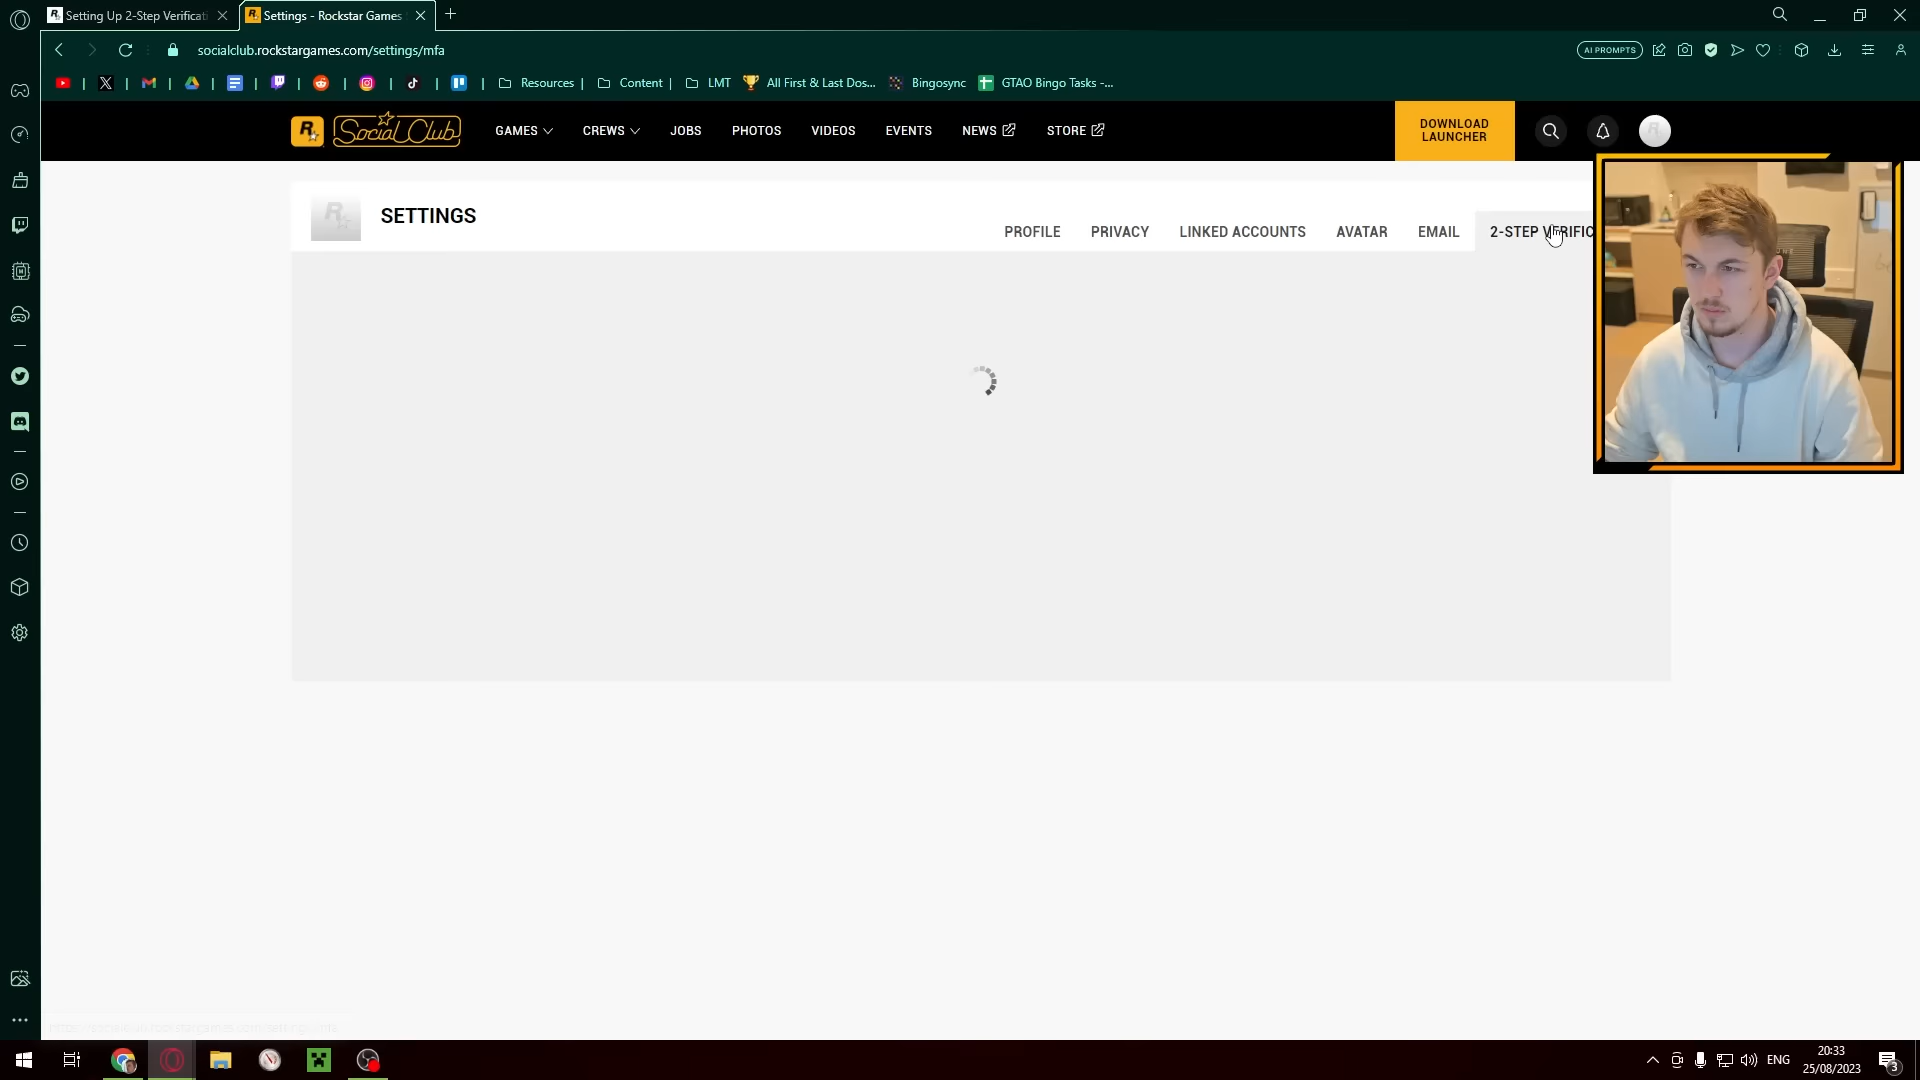 Setting Up 2-Step Verificati
Settings - Rockstar Games
socialclub.rockstargames.com/settings/mfa
AI PROMPTS
Resources
Content
LMT
All First & Last Dos...
Bingosync
GTAO Bingo Tasks -...
R
Social Club
GAMES
CREWS
JOBS
PHOTOS
VIDEOS
EVENTS
NEWS
STORE
DOWNLOAD
LAUNCHER
SETTINGS
PROFILE
PRIVACY
LINKED ACCOUNTS
AVATAR
EMAIL
2-STEP VERIFIC
ENG
20:33
25/08/2023
3